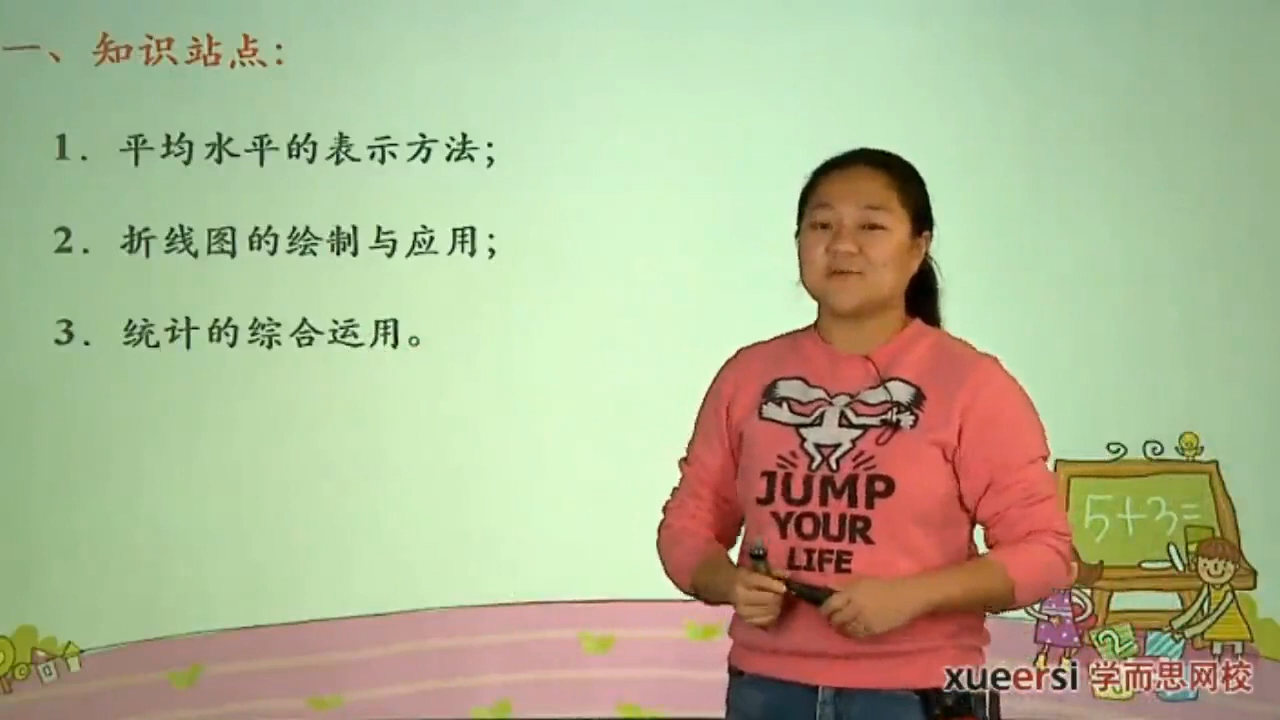 一、知识站点：
1. 平均水平的表示方法；
2. 折线图的绘制与应用；
3. 统计的综合运用。
JUMP
YOUR
LIFE
5+3=
xueersi 学而思网校